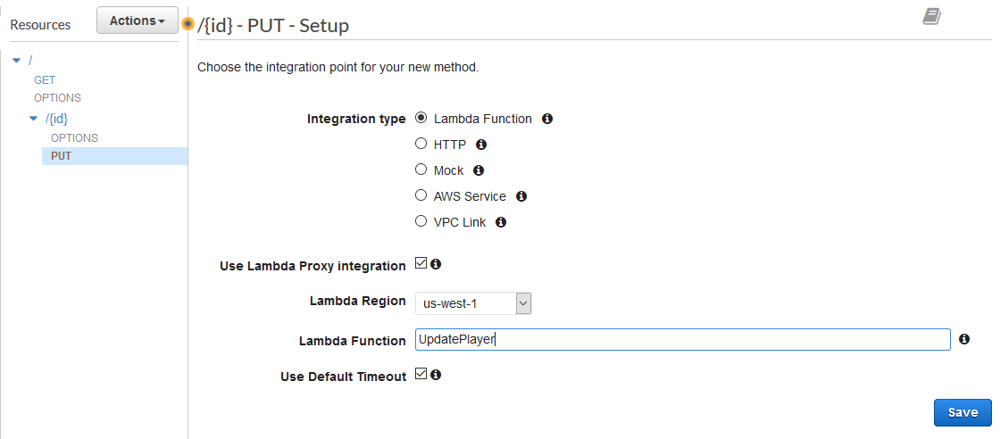 Resources
Actions
/{id} - PUT - Setup
/
GET
OPTIONS
/{id}
OPTIONS
PUT
Choose the integration point for your new method.
Integration type
Lambda Function
HTTP
Mock
AWS Service
VPC Link
Use Lambda Proxy integration
Lambda Region us-west-1
Lambda Function UpdatePlayer
Use Default Timeout
Save